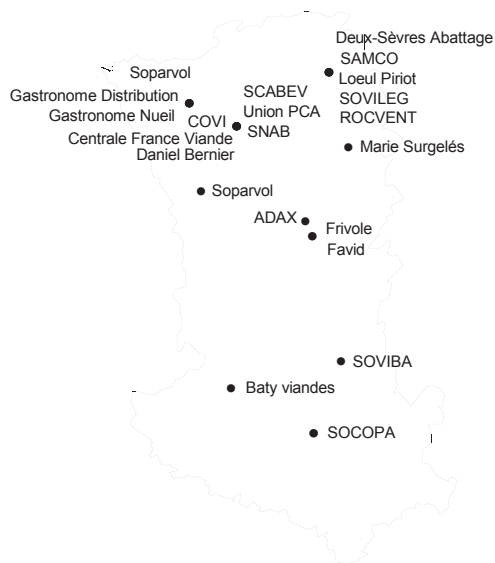 Deux-Sèvres Abattage
SAMCO
Loeul Piriot
SOVILEG
ROCVENT
Soparvol
Gastronome Distribution
Gastronome Nueil
SCABEV
Union PCA
SNAB
COVI
Centrale France Viande
Daniel Bernier
Marie Surgelés
Soparvol
ADAX
Frivole
Favid
SOVIBA
Baty viandes
SOCOPA